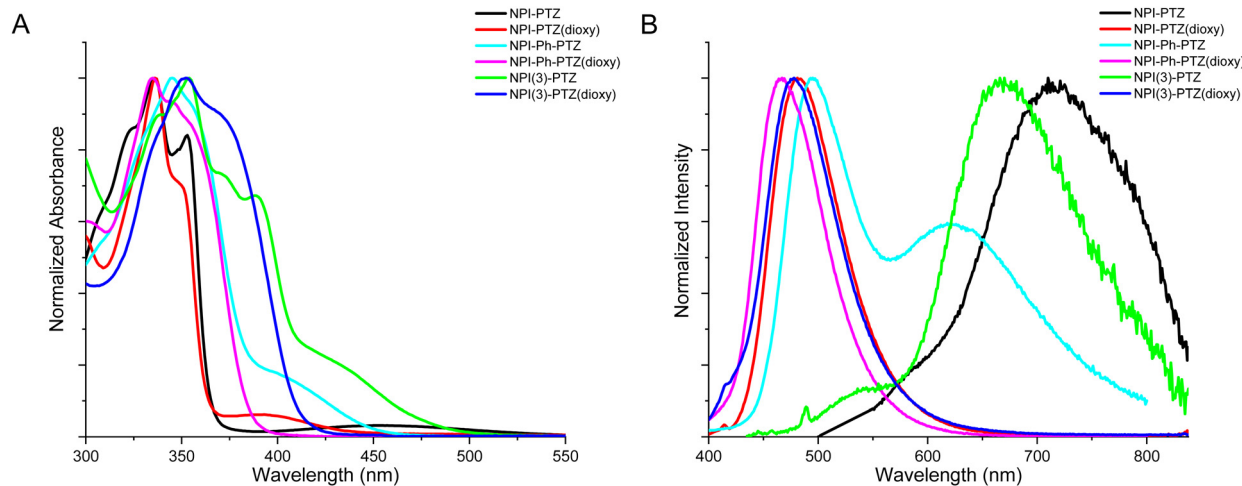 A
NPI-PTZ
NPI-PTZ(dioxy)
NPI-Ph-PTZ
NPI-Ph-PTZ(dioxy)
NPI(3)-PTZ
NPI(3)-PTZ(dioxy)
Normalized Absorbance
300 350 400 450 500 550
Wavelength (nm)
B
NPI-PTZ
NPI-PTZ(dioxy)
NPI-Ph-PTZ
NPI-Ph-PTZ(dioxy)
NPI(3)-PTZ
NPI(3)-PTZ(dioxy)
Normalized Intensity
400 500 600 700 800
Wavelength (nm)